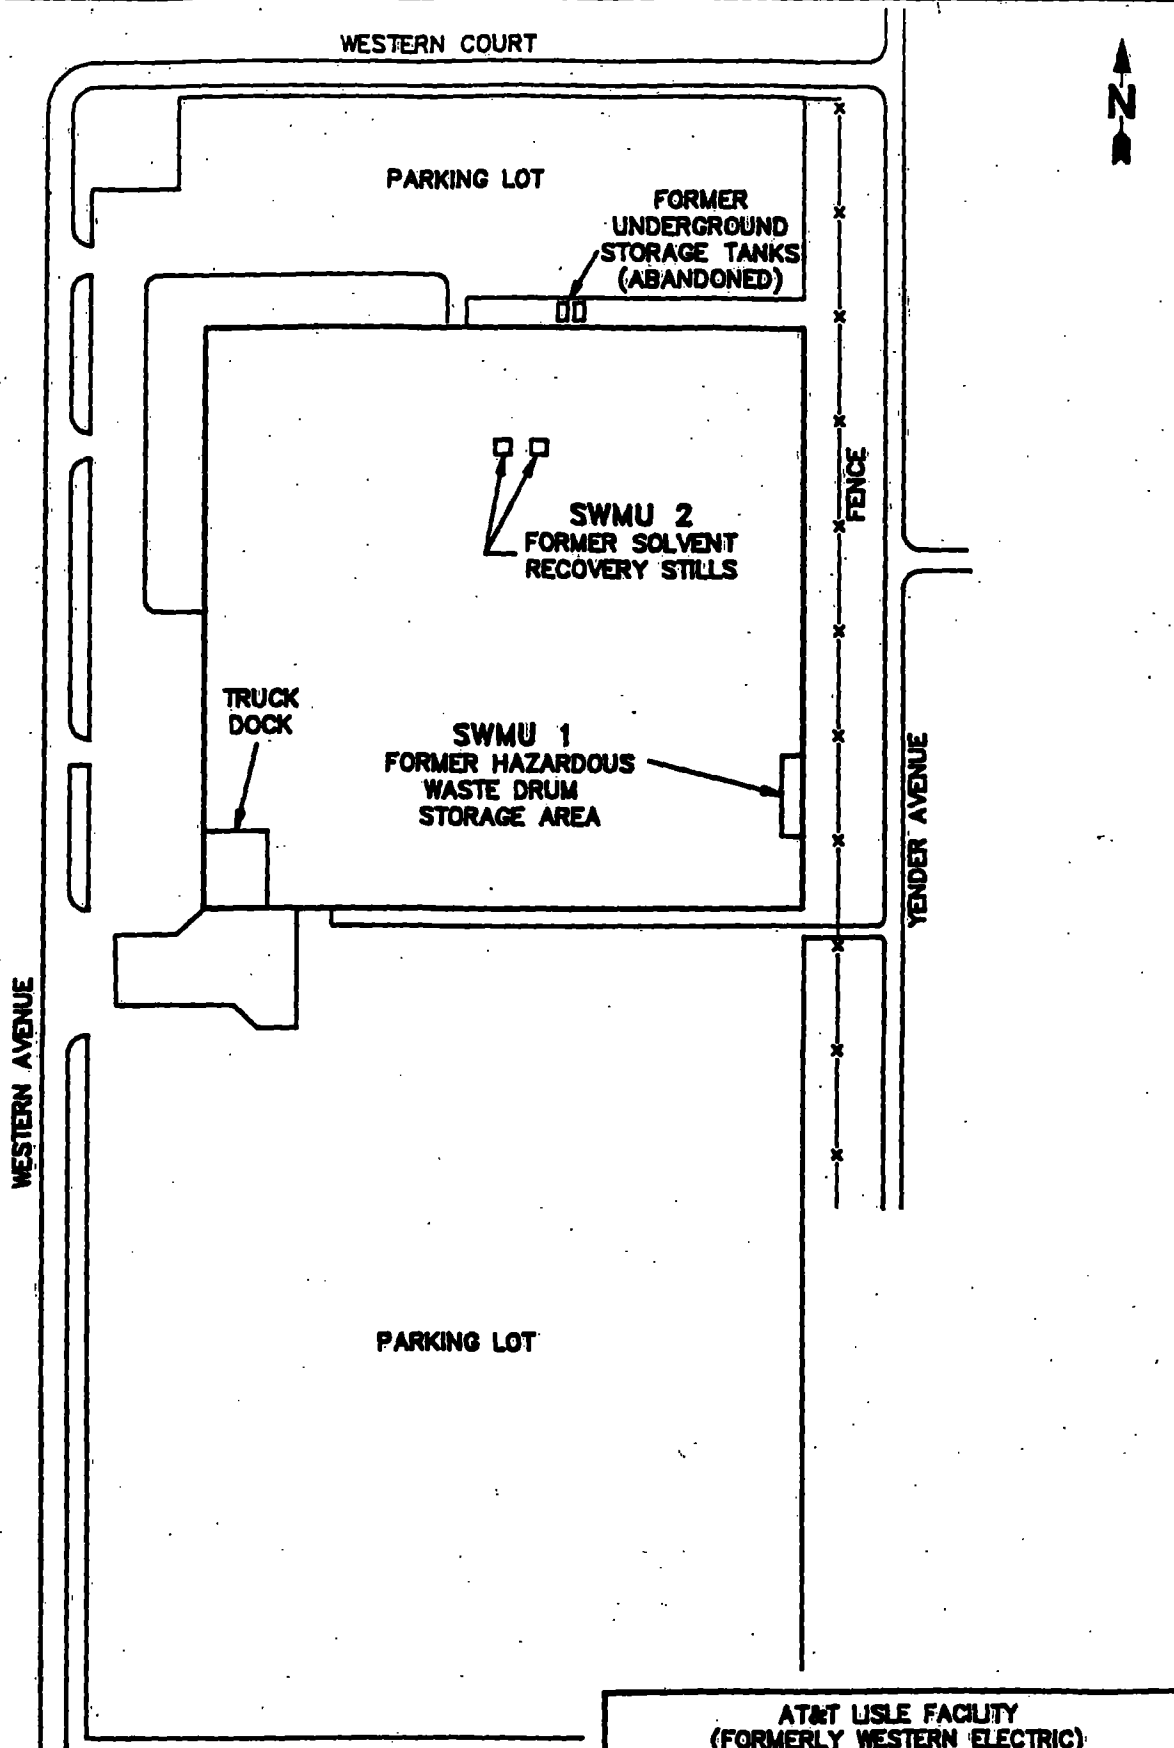 WESTERN COURT
N
PARKING LOT
FORMER
UNDERGROUND
STORAGE TANKS
(ABANDONED)
FENCE
SWMU 2
FORMER SOLVENT
RECOVERY STILLS
TRUCK
DOCK
SWMU 1
FORMER HAZARDOUS
WASTE DRUM
STORAGE AREA
YENDER AVENUE
WESTERN AVENUE
PARKING LOT
AT&T LISLE FACILITY
(FORMERLY WESTERN ELECTRIC)